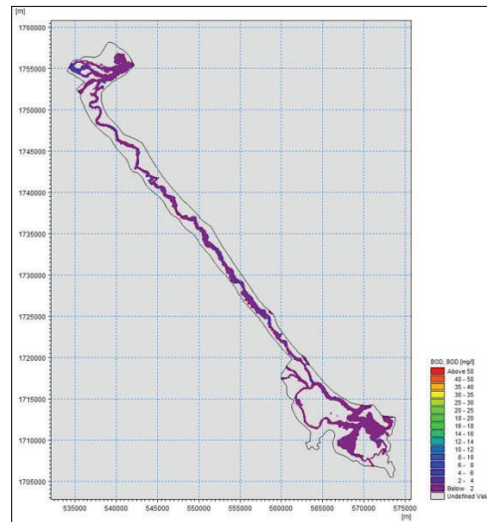 [m]
1760000
1755000
1750000
1745000
1740000
1735000
1730000
1725000
1720000
1715000
1710000
1705000
BOD, BOD [mg/l]
Above 50
40 - 50
35 - 40
30 - 35
25 - 30
20 - 25
18 - 20
16 - 18
14 - 16
12 - 14
10 - 12
8 - 10
6 - 8
4 - 6
2 - 4
Below 2
Undefined Valu
535000 540000 545000 550000 555000 560000 565000 570000 575000
[m]